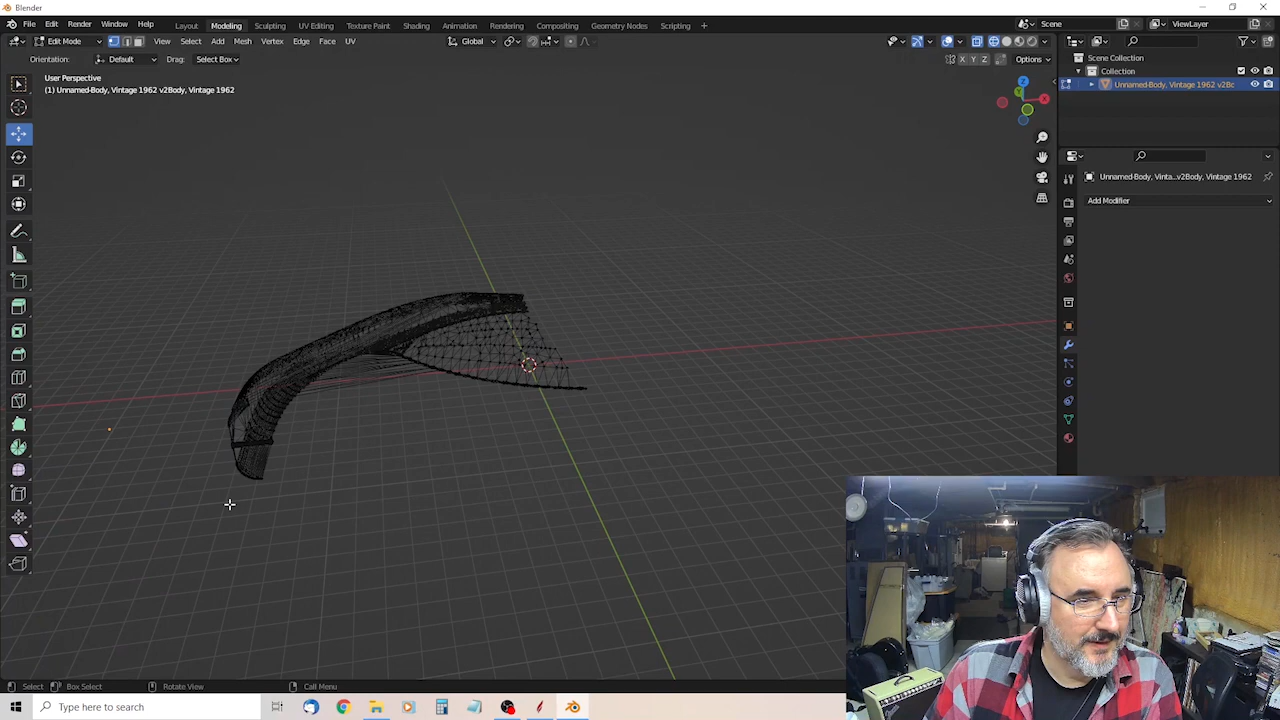 Blender
File Edit Render Window Help Layout Modeling Sculpting UV Editing Texture Paint Shading Animation Rendering Compositing Geometry Nodes Scripting + Scene ViewLayer
Edit Mode View Select Add Mesh Vertex Edge Face UV Global
Orientation: Default Drag: Select Box X Y Z Options
Scene Collection
Collection
Unnamed-Body, Vintage 1962 v2Bc
User Perspective
(1) Unnamed-Body, Vintage 1962 v2Body, Vintage 1962
Unnamed-Body, Vinta...v2Body, Vintage 1962
Add Modifier
Select Box Select Rotate View Call Menu
Type here to search